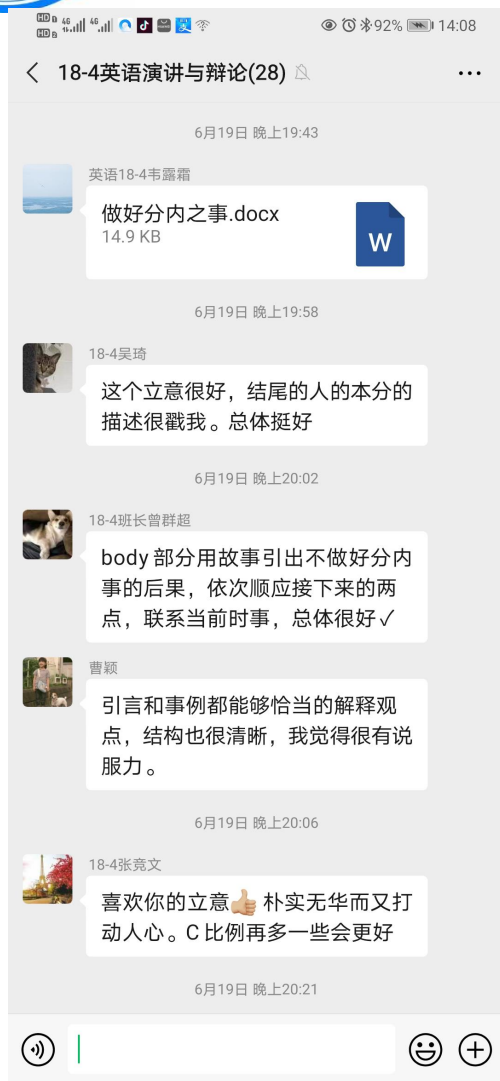 HD 1 46 46 92% 14:08
HD 2
18-4英语演讲与辩论(28)
6月19日 晚上19:43
英语18-4韦露霜
做好分内之事.docx
14.9 KB
W
6月19日 晚上19:58
18-4吴琦
这个立意很好，结尾的人的本分的
描述很戳我。总体挺好
6月19日 晚上20:02
18-4班长曾群超
body 部分用故事引出不做好分内
事的后果，依次顺应接下来的两
点，联系当前时事，总体很好✓
曹颖
引言和事例都能够恰当的解释观
点，结构也很清晰，我觉得很有说
服力。
6月19日 晚上20:06
18-4张竞文
喜欢你的立意👍🏼 朴实无华而又打
动人心。C 比例再多一些会更好
6月19日 晚上20:21